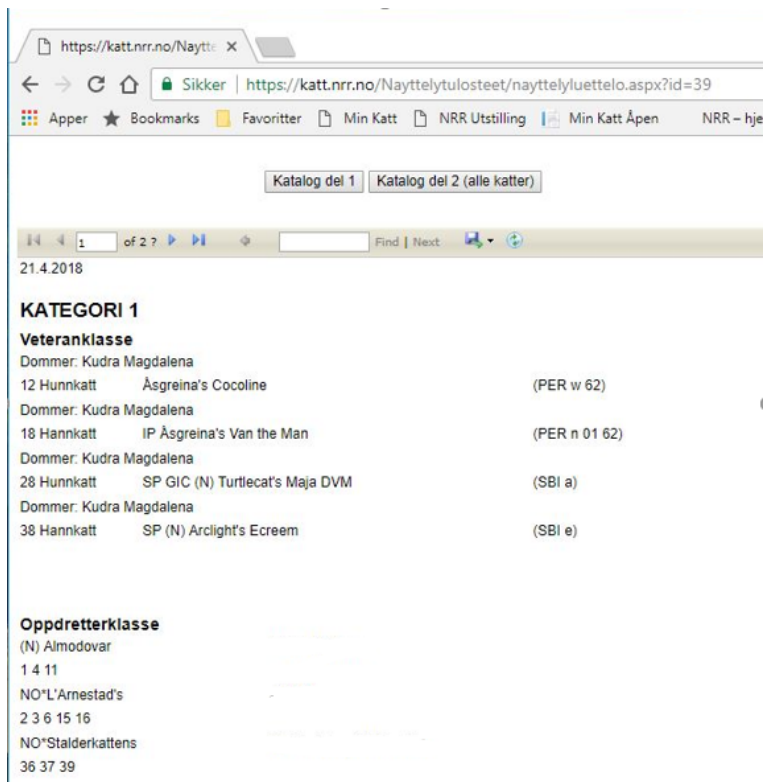 https://katt.nrr.no/Naytte
Sikker | https://katt.nrr.no/Nayttelytulosteet/nayttelyluettelo.aspx?id=39
Apper Bookmarks Favoritter Min Katt NRR Utstilling Min Katt Åpen NRR – hje
Katalog del 1 Katalog del 2 (alle katter)
1 of 2 ? Find | Next
21.4.2018
KATEGORI 1
Veteranklasse
Dommer: Kudra Magdalena
12 Hunnkatt Åsgreina's Cocoline (PER w 62)
Dommer: Kudra Magdalena
18 Hannkatt IP Åsgreina's Van the Man (PER n 01 62)
Dommer: Kudra Magdalena
28 Hunnkatt SP GIC (N) Turtlecat's Maja DVM (SBI a)
Dommer: Kudra Magdalena
38 Hannkatt SP (N) Arclight's Ecreem (SBI e)
Oppdretterklasse
(N) Almodovar
1 4 11
NO*L'Arnestad's
2 3 6 15 16
NO*Stalderkattens
36 37 39